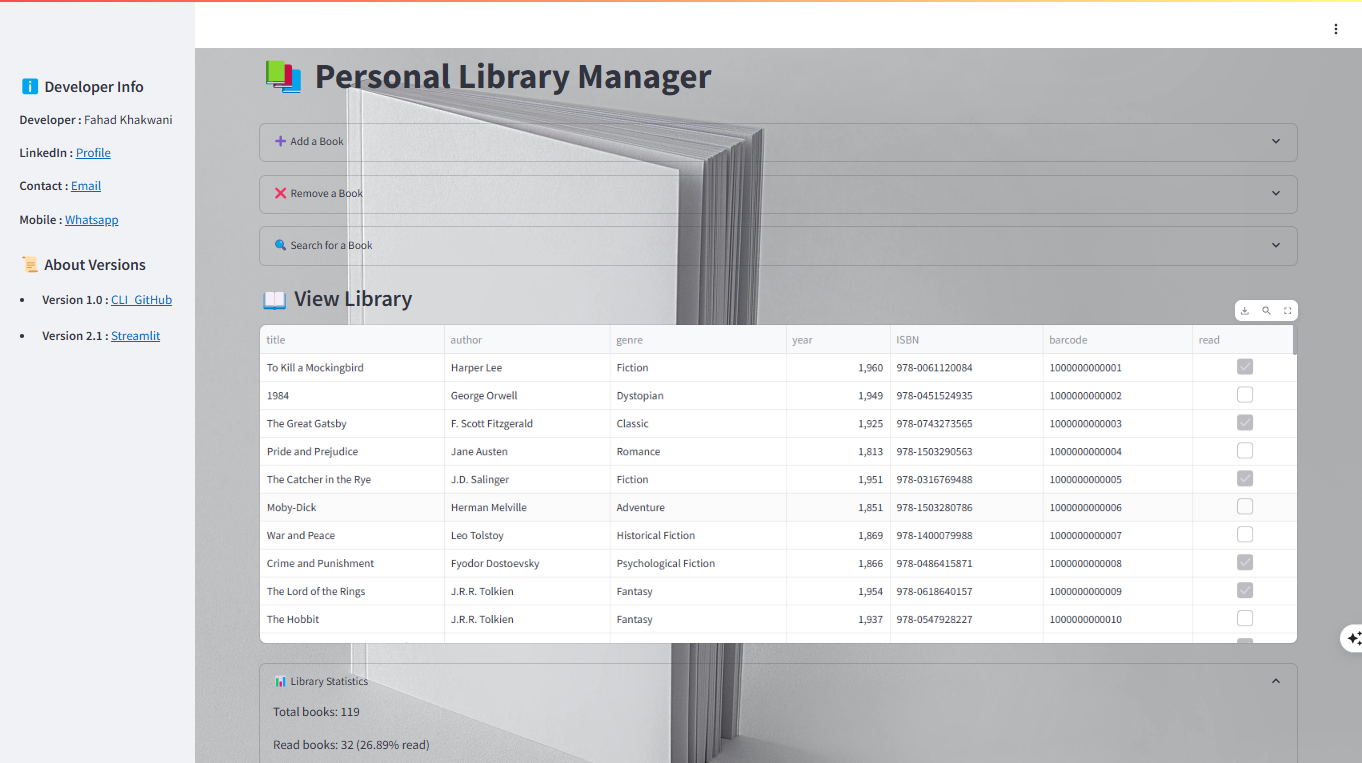 Developer Info
Developer : Fahad Khakwani
LinkedIn : Profile
Contact : Email
Mobile : Whatsapp
About Versions
Version 1.0 : CLI GitHub
Version 2.1 : Streamlit
Personal Library Manager
Add a Book
Remove a Book
Search for a Book
View Library
title author genre year ISBN barcode read
To Kill a Mockingbird Harper Lee Fiction 1,960 978-0061120084 1000000000001
1984 George Orwell Dystopian 1,949 978-0451524935 1000000000002
The Great Gatsby F. Scott Fitzgerald Classic 1,925 978-0743273565 1000000000003
Pride and Prejudice Jane Austen Romance 1,813 978-1503290563 1000000000004
The Catcher in the Rye J.D. Salinger Fiction 1,951 978-0316769488 1000000000005
Moby-Dick Herman Melville Adventure 1,851 978-1503280786 1000000000006
War and Peace Leo Tolstoy Historical Fiction 1,869 978-1400079988 1000000000007
Crime and Punishment Fyodor Dostoevsky Psychological Fiction 1,866 978-0486415871 1000000000008
The Lord of the Rings J.R.R. Tolkien Fantasy 1,954 978-0618640157 1000000000009
The Hobbit J.R.R. Tolkien Fantasy 1,937 978-0547928227 1000000000010
Library Statistics
Total books: 119
Read books: 32 (26.89% read)